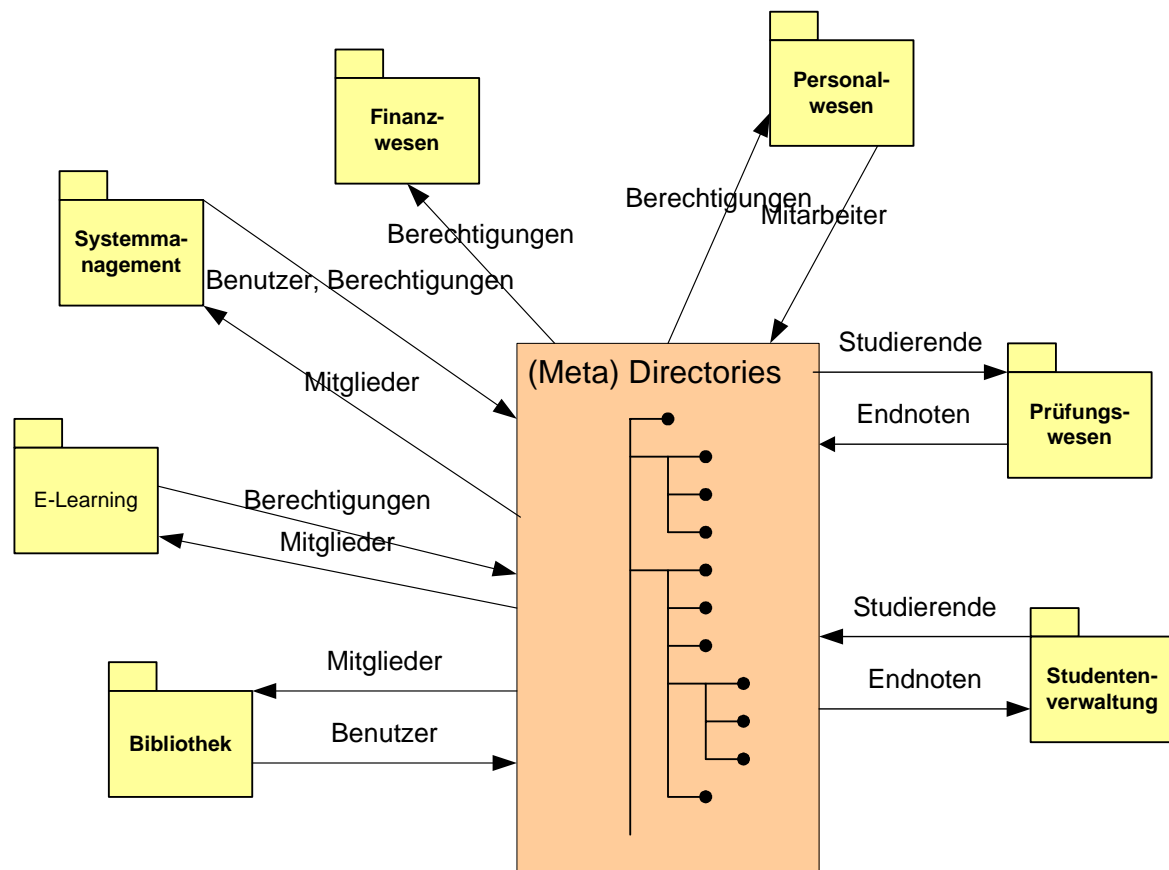 Personal-
wesen
Finanz-
wesen
Berechtigungen
Mitarbeiter
Systemma-
nagement
Berechtigungen
Benutzer, Berechtigungen
(Meta) Directories
Studierende
Mitglieder
Endnoten
Prüfungs-
wesen
E-Learning
Berechtigungen
Mitglieder
Studierende
Mitglieder
Endnoten
Studenten-
verwaltung
Bibliothek
Benutzer